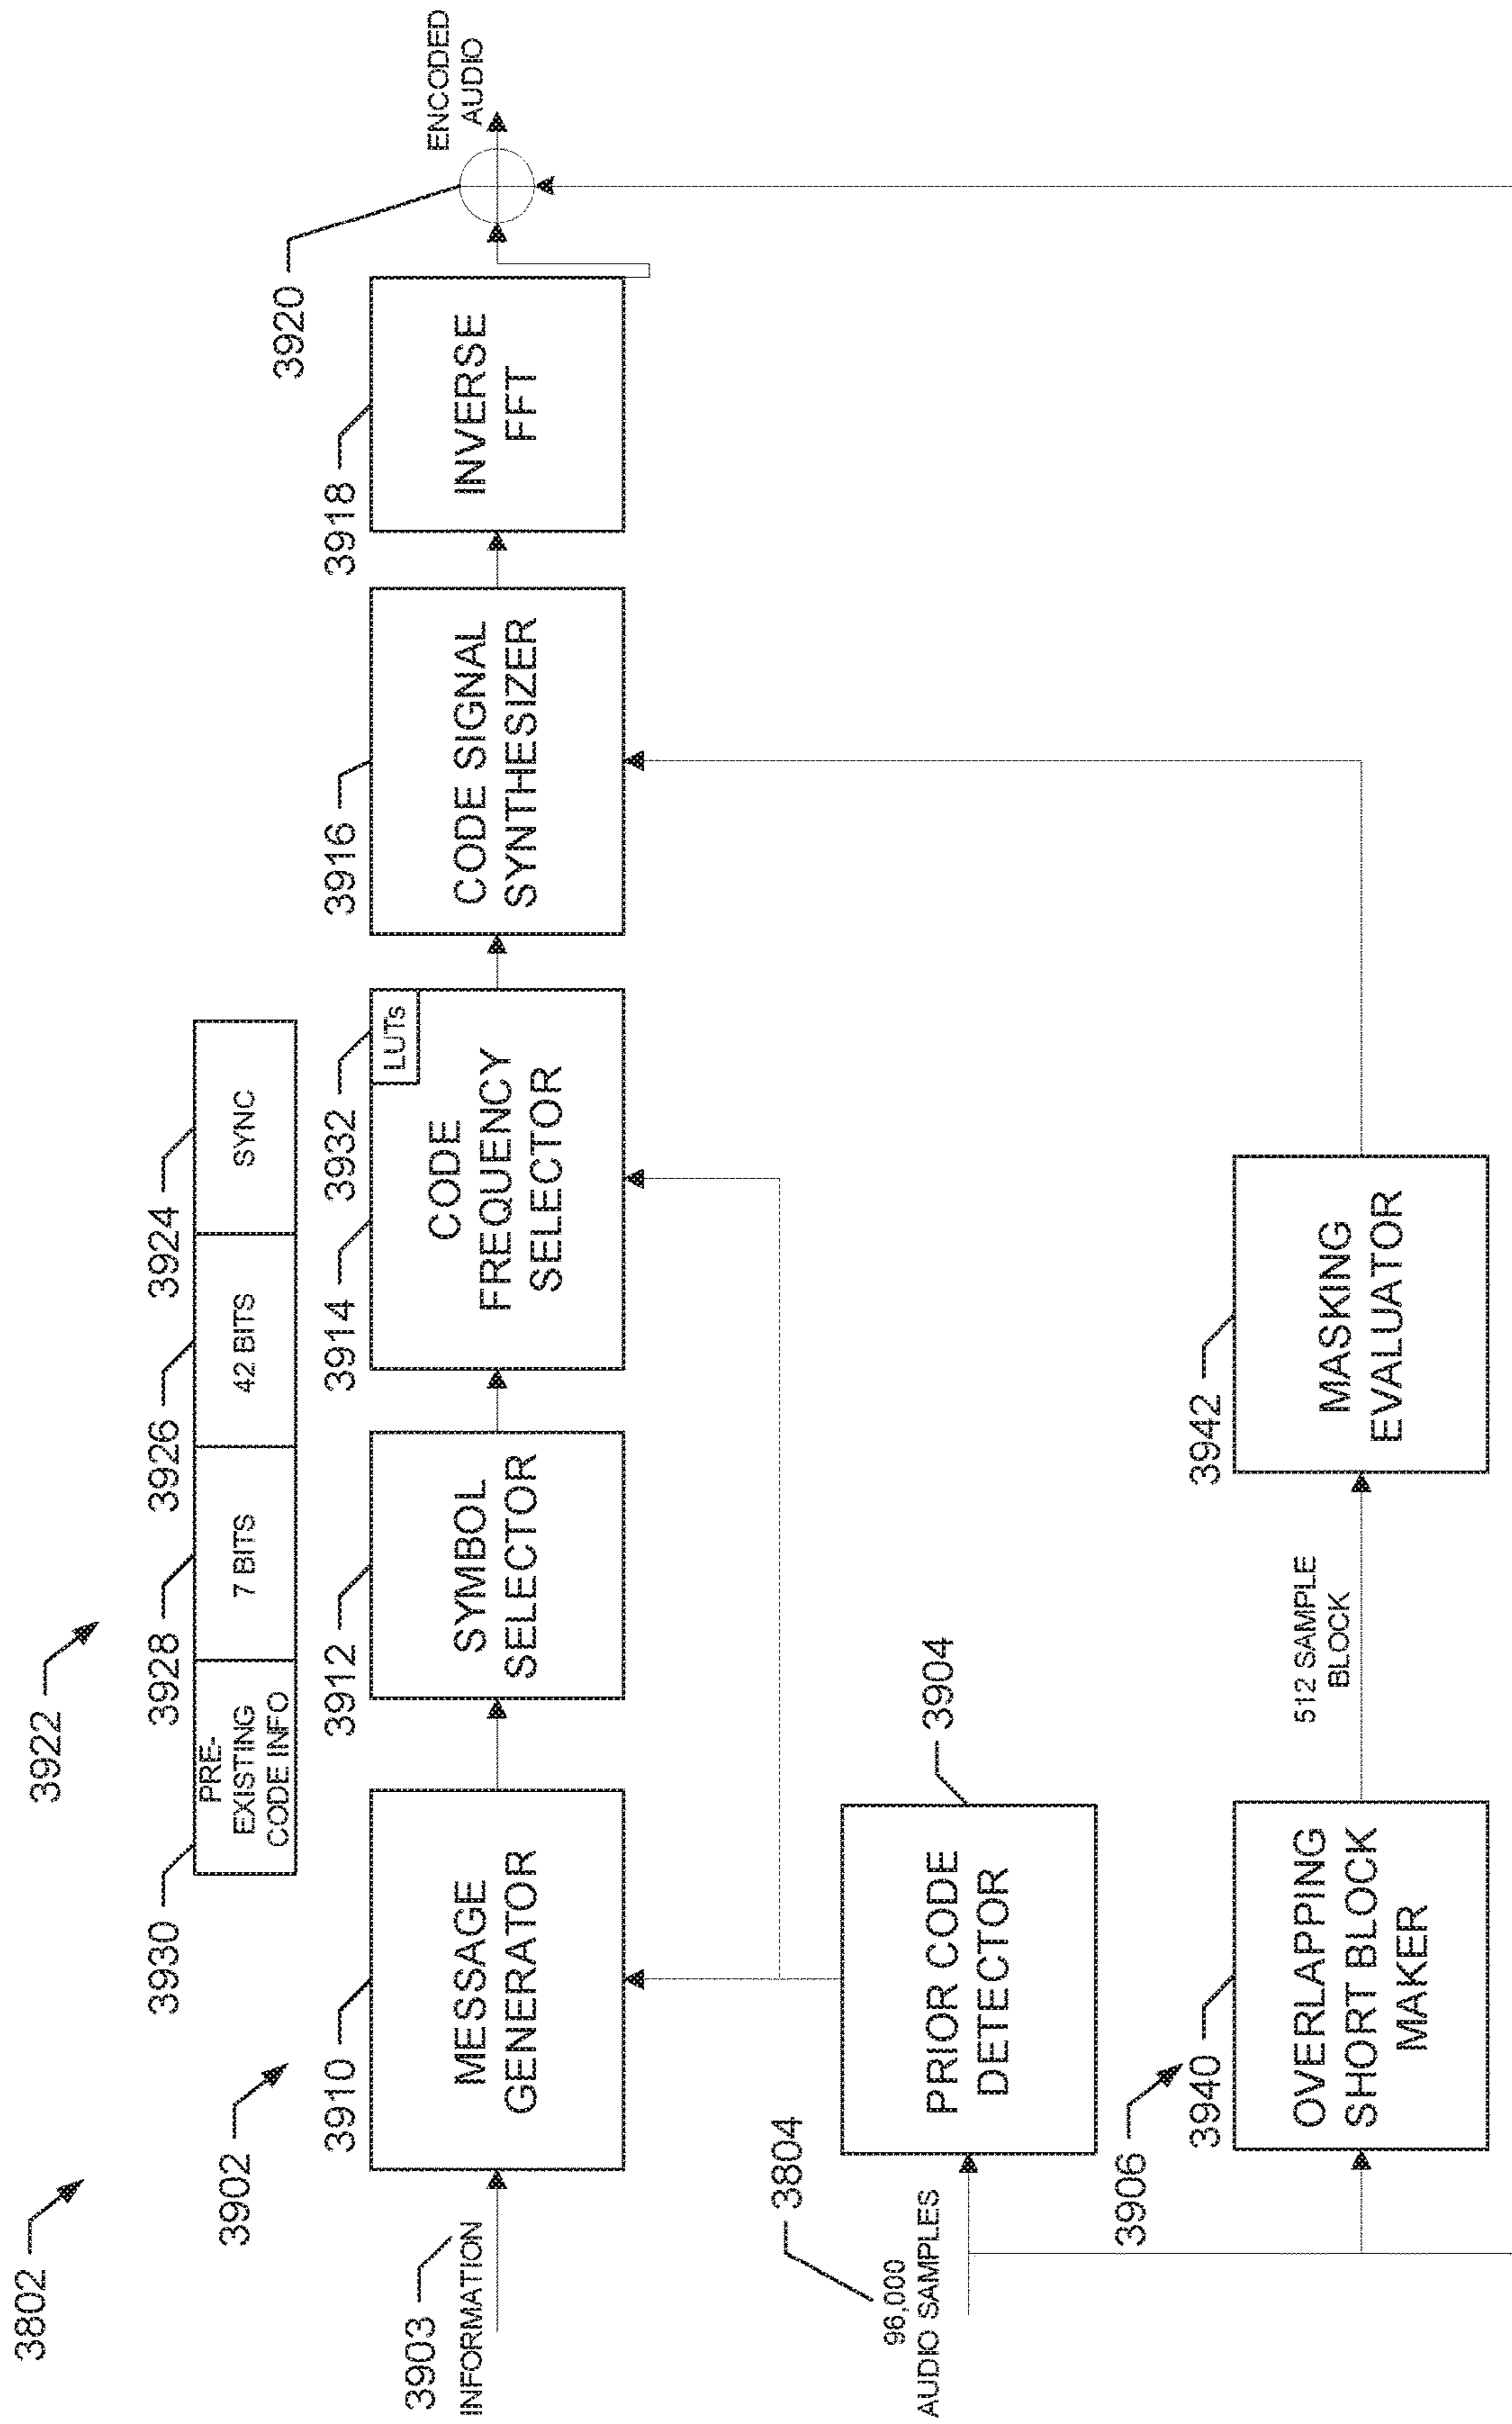 3802
3922
3902
3930
3928
3926
3924
PRE-
EXISTING
CODE INFO
7 BITS
42 BITS
SYNC
3920
3903
INFORMATION
3910
MESSAGE
GENERATOR
3912
SYMBOL
SELECTOR
3914
3932
LUTs
CODE
FREQUENCY
SELECTOR
3916
CODE SIGNAL
SYNTHESIZER
3918
INVERSE
FFT
ENCODED
AUDIO
3804
96,000
AUDIO SAMPLES
PRIOR CODE
DETECTOR
3904
3906
3940
OVERLAPPING
SHORT BLOCK
MAKER
512 SAMPLE
BLOCK
3942
MASKING
EVALUATOR